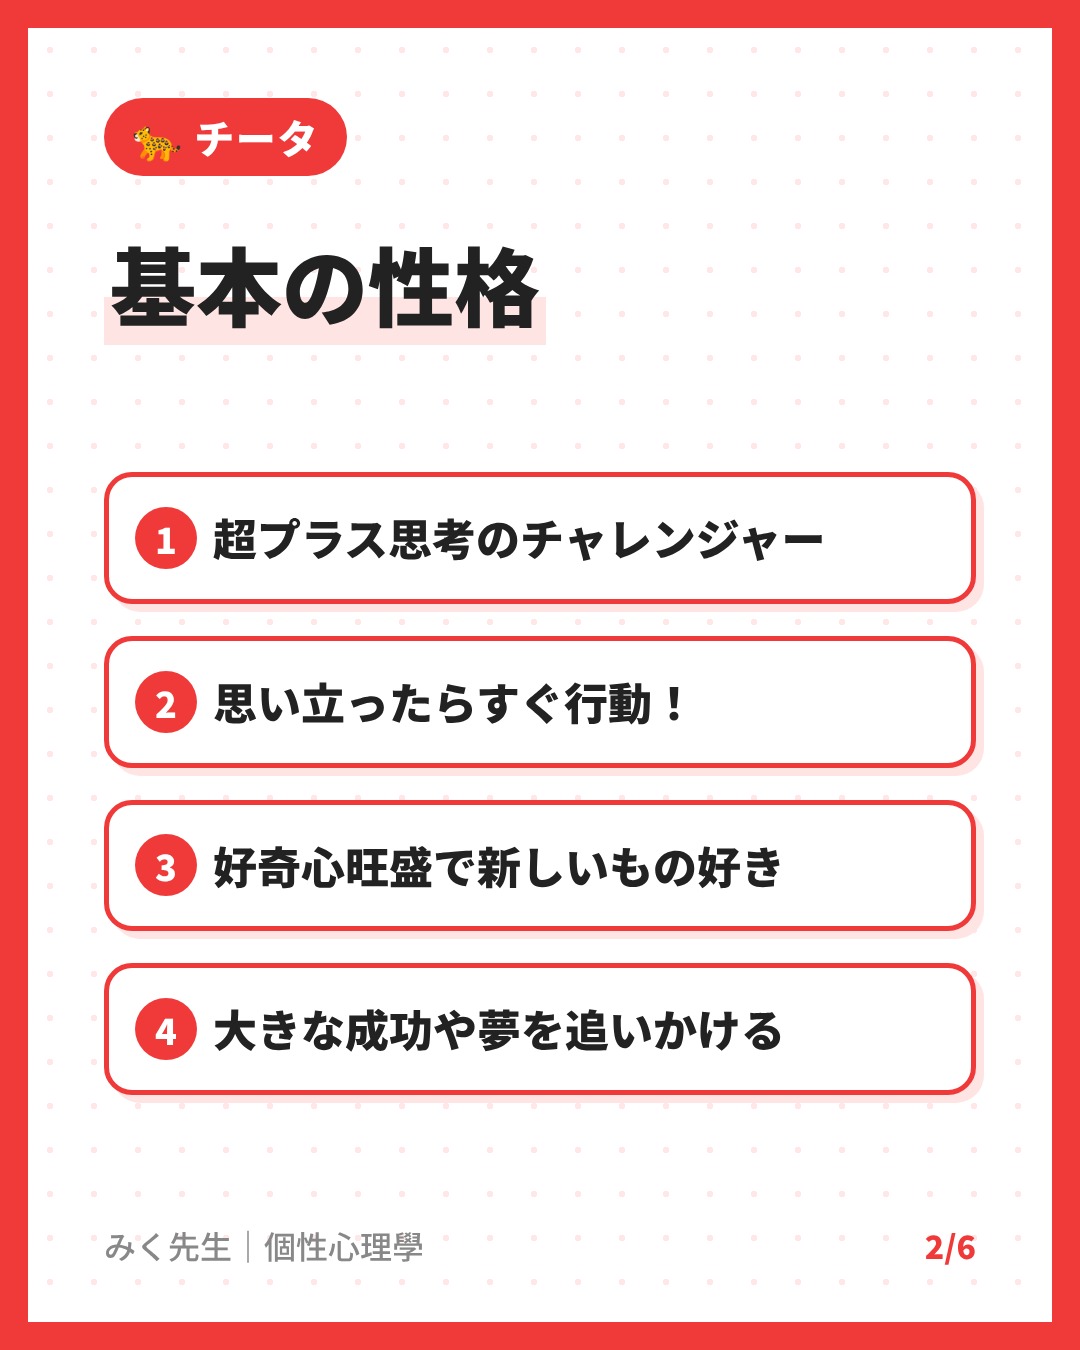 🐆 チータ
基本の性格
1 超プラス思考のチャレンジャー
2 思い立ったらすぐ行動！
3 好奇心旺盛で新しいもの好き
4 大きな成功や夢を追いかける
みく先生｜個性心理學
2/6